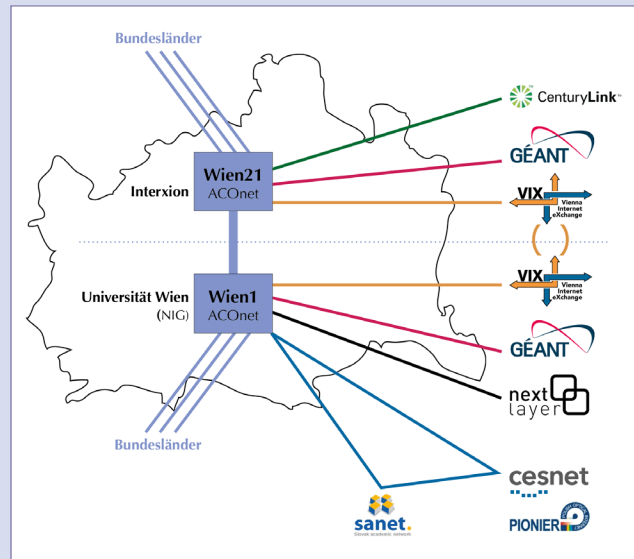 Bundesländer
CenturyLink™
GÉANT
Wien21
ACOnet
Interxion
VIX
Vienna
Internet
eXchange
( )
Universität Wien
(NIG)
Wien1
ACOnet
VIX
Vienna
Internet
eXchange
GÉANT
next
layer
Bundesländer
cesnet
sanet.
Slovak academic network
PIONIER